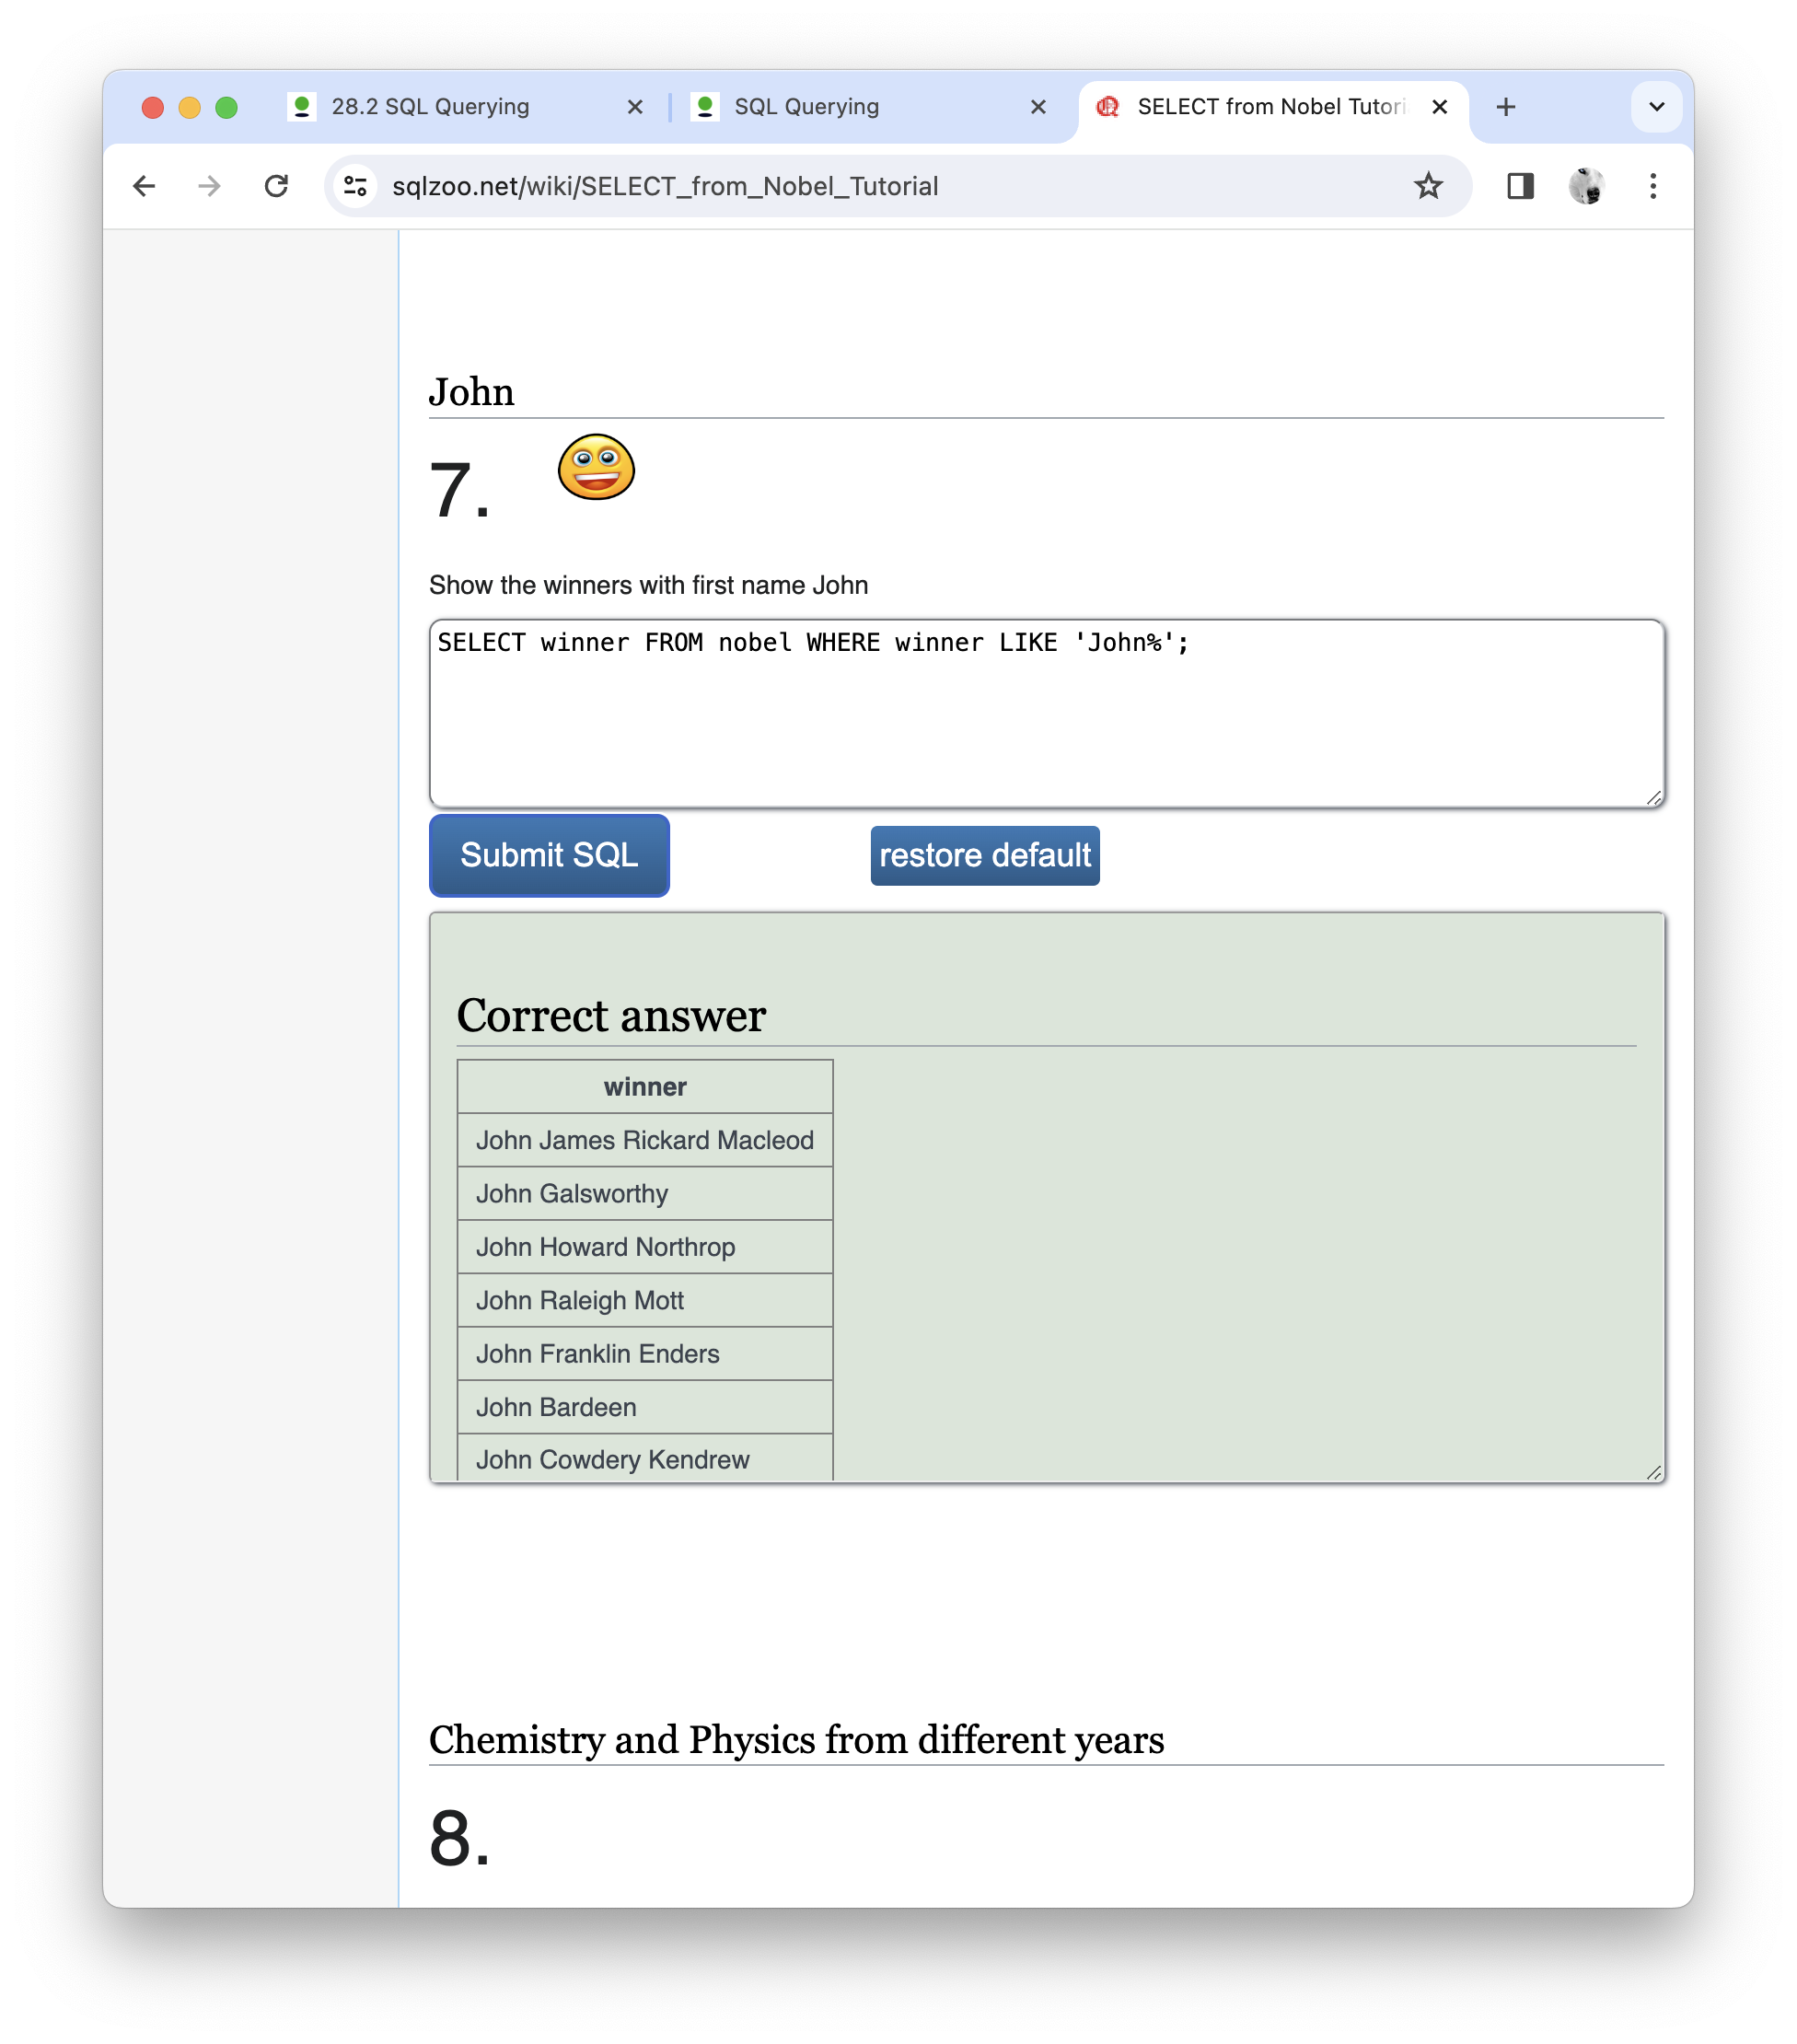 28.2 SQL Querying
SQL Querying
SELECT from Nobel Tutori
sqlzoo.net/wiki/SELECT_from_Nobel_Tutorial
John
7.
Show the winners with first name John
SELECT winner FROM nobel WHERE winner LIKE 'John%';
Submit SQL
restore default
Correct answer
winner
John James Rickard Macleod
John Galsworthy
John Howard Northrop
John Raleigh Mott
John Franklin Enders
John Bardeen
John Cowdery Kendrew
Chemistry and Physics from different years
8.